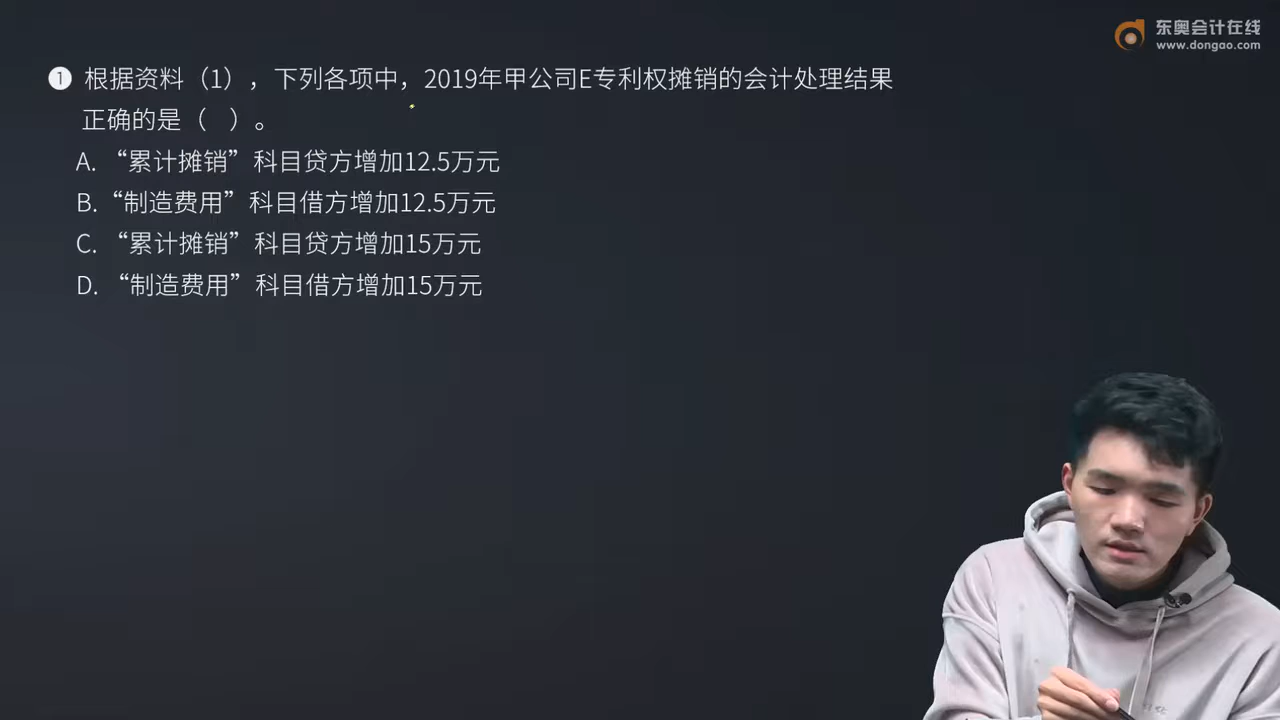 东奥会计在线
www.dongao.com
1 根据资料（1），下列各项中，2019年甲公司E专利权摊销的会计处理结果
正确的是（ ）。
A. “累计摊销”科目贷方增加12.5万元
B.“制造费用”科目借方增加12.5万元
C. “累计摊销”科目贷方增加15万元
D. “制造费用”科目借方增加15万元